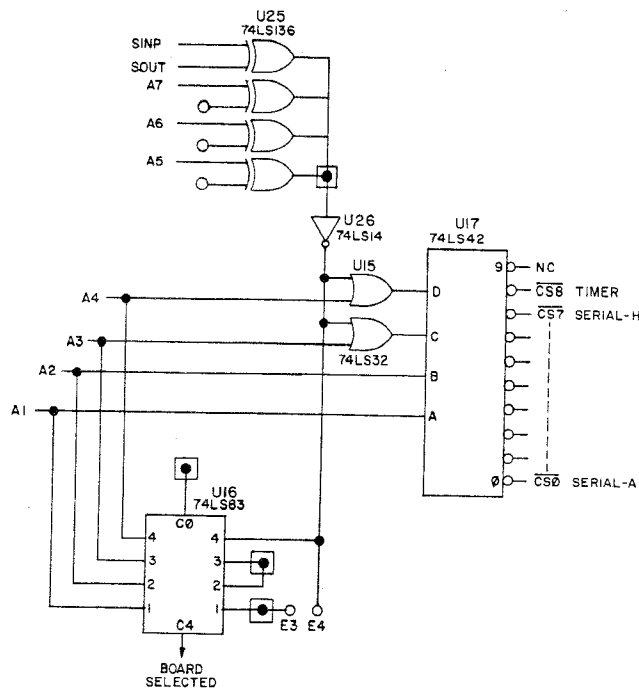 U25
74LS136
SINP
SOUT
A7
A6
A5
U26
74LS14
U17
74LS42
U15
9 NC
D
CS8 TIMER
A4
CS7 SERIAL-H
A3
C
74LS32
A2
B
A1
A
U16
74LS83
Ø CSØ SERIAL-A
C0
4 4
3 3
2 2
1 1
E3 E4
C4
BOARD
SELECTED